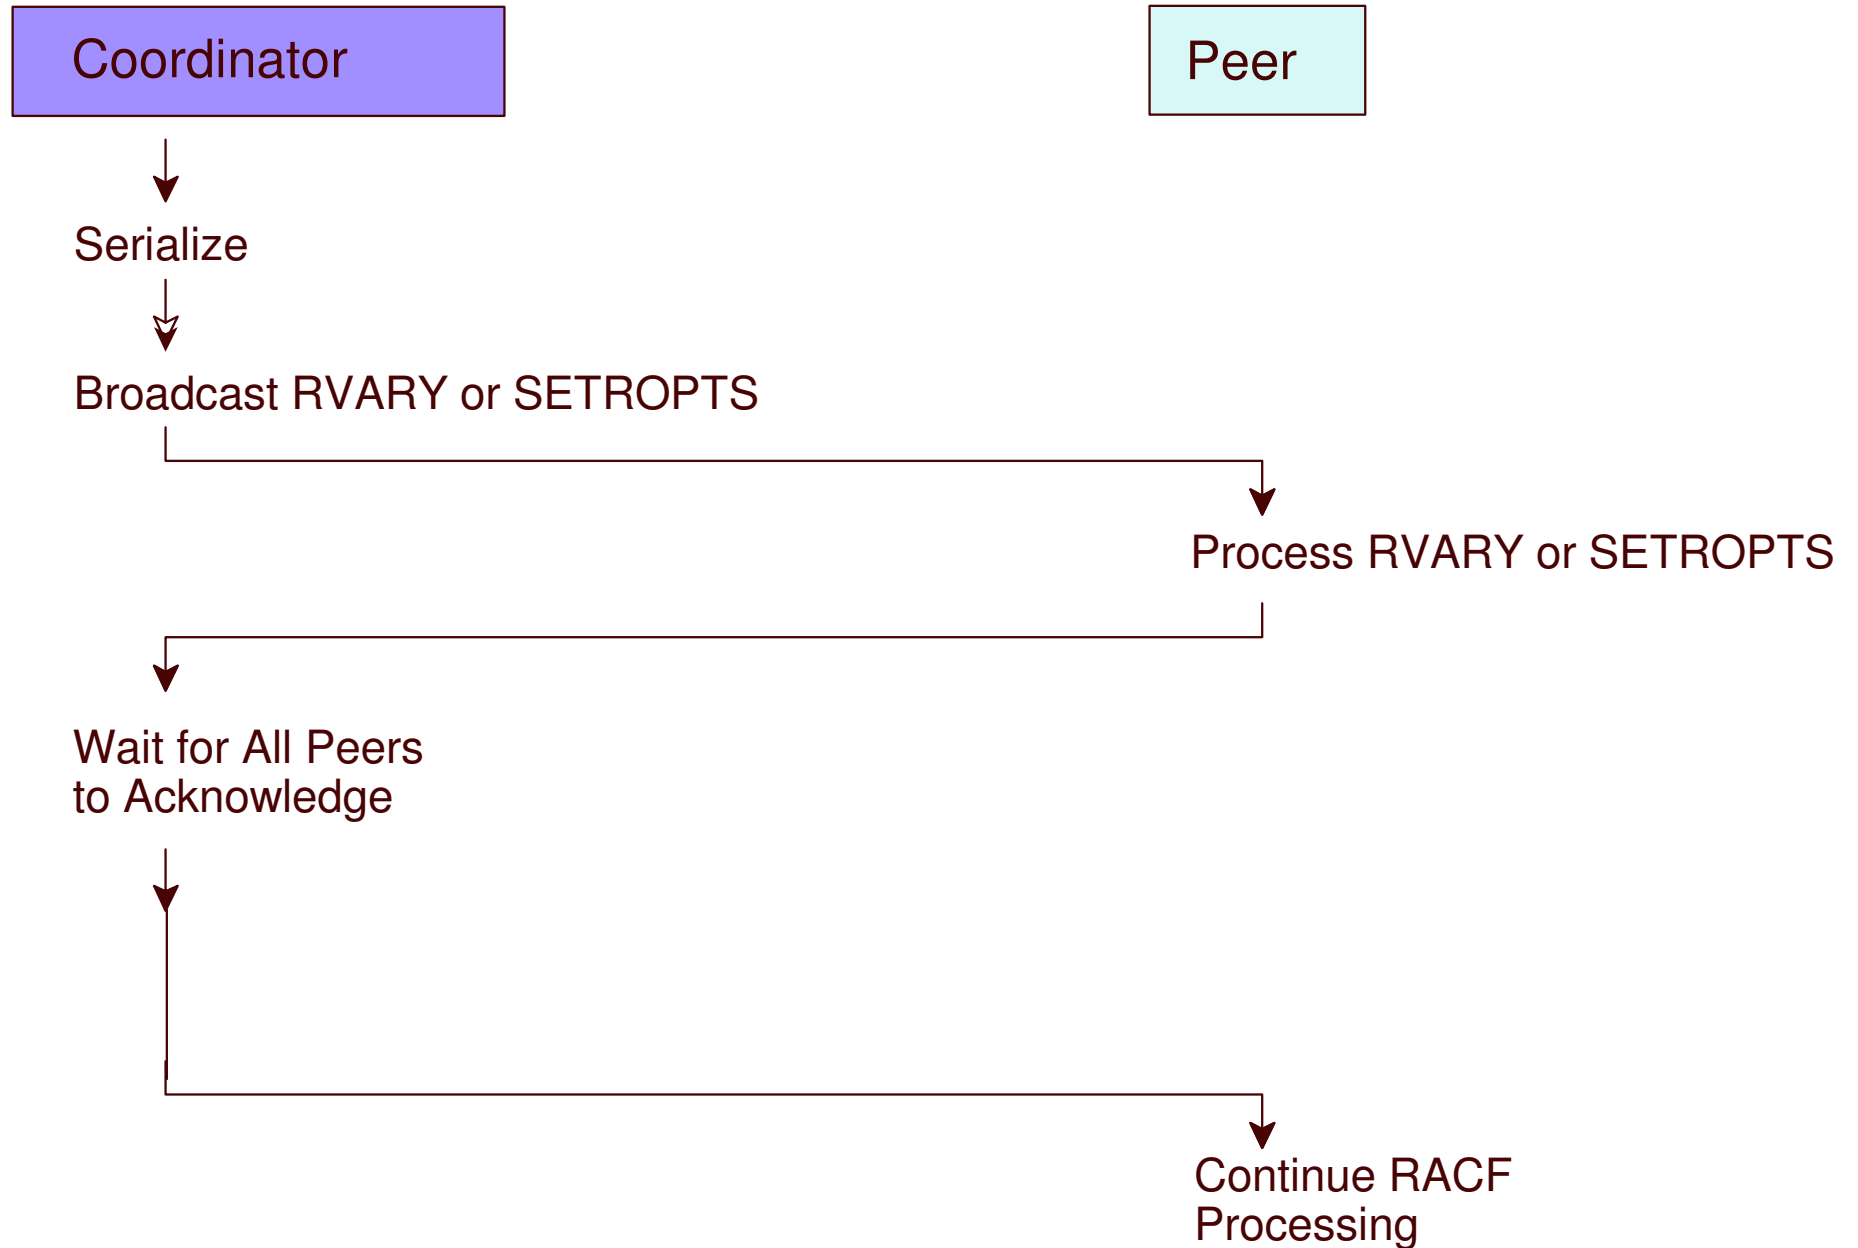 Coordinator
Peer
Serialize
Broadcast RVARY or SETROPTS
Process RVARY or SETROPTS
Wait for All Peers
to Acknowledge
Continue RACF
Processing